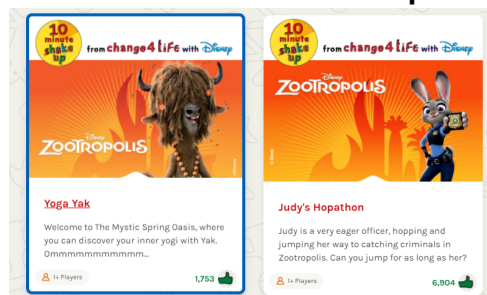 10
minute
shake
up
from change4LiFE with Disney
Disney
ZOOTROPOLIS
Yoga Yak
Welcome to The Mystic Spring Oasis, where
you can discover your inner yogi with Yak.
Ommmmmmmmmmm...
1+ Players
1,753
10
minute
shake
up
from change4LiFE with Disney
Disney
ZOOTROPOLIS
©Disney
Judy's Hopathon
Judy is a very eager officer, hopping and
jumping her way to catching criminals in
Zootropolis. Can you jump for as long as her?
1+ Players
6,904